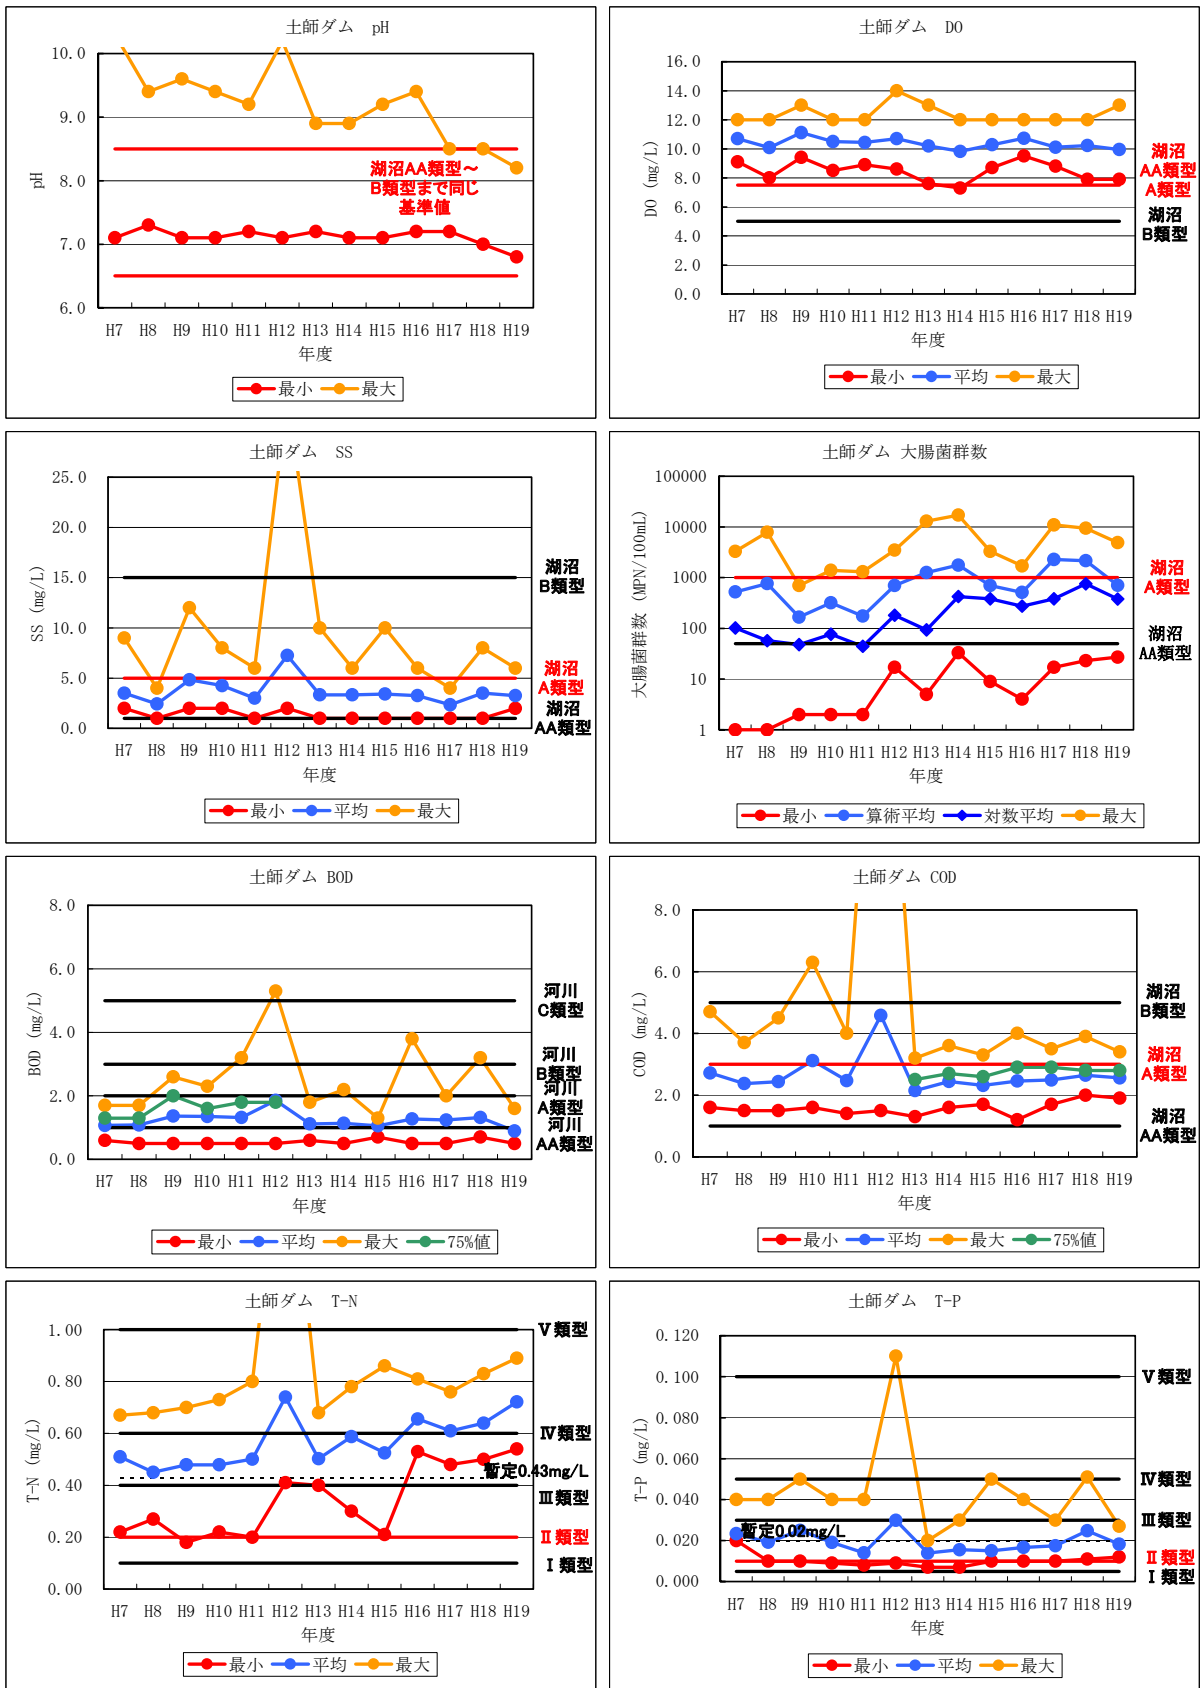 土師ダム pH
10.0
9.0
8.0
7.0
6.0
pH
湖沼AA類型～
B類型まで同じ
基準値
H7 H8 H9 H10 H11 H12 H13 H14 H15 H16 H17 H18 H19
年度
最小 最大
土師ダム DO
16.0
14.0
12.0
10.0
8.0
6.0
4.0
2.0
0.0
DO (mg/L)
湖沼
AA類型
A類型
湖沼
B類型
H7 H8 H9 H10 H11 H12 H13 H14 H15 H16 H17 H18 H19
年度
最小 平均 最大
土師ダム SS
25.0
20.0
15.0
10.0
5.0
0.0
SS (mg/L)
湖沼
B類型
湖沼
A類型
湖沼
AA類型
H7 H8 H9 H10 H11 H12 H13 H14 H15 H16 H17 H18 H19
年度
最小 平均 最大
土師ダム 大腸菌群数
100000
10000
1000
100
10
1
大腸菌群数 (MPN/100mL)
湖沼
A類型
湖沼
AA類型
H7 H8 H9 H10 H11 H12 H13 H14 H15 H16 H17 H18 H19
年度
最小 算術平均 対数平均 最大
土師ダム BOD
8.0
6.0
4.0
2.0
0.0
BOD (mg/L)
河川
C類型
河川
B類型
河川
A類型
河川
AA類型
H7 H8 H9 H10 H11 H12 H13 H14 H15 H16 H17 H18 H19
年度
最小 平均 最大 75%値
土師ダム COD
8.0
6.0
4.0
2.0
0.0
COD (mg/L)
湖沼
B類型
湖沼
A類型
湖沼
AA類型
H7 H8 H9 H10 H11 H12 H13 H14 H15 H16 H17 H18 H19
年度
最小 平均 最大 75%値
土師ダム T-N
1.00
0.80
0.60
0.40
0.20
0.00
T-N (mg/L)
Ⅴ類型
Ⅳ類型
暫定0.43mg/L
Ⅲ類型
Ⅱ類型
Ⅰ類型
H7 H8 H9 H10 H11 H12 H13 H14 H15 H16 H17 H18 H19
年度
最小 平均 最大
土師ダム T-P
0.120
0.100
0.080
0.060
0.040
0.020
0.000
T-P (mg/L)
Ⅴ類型
Ⅳ類型
Ⅲ類型
暫定0.02mg/L
Ⅱ類型
Ⅰ類型
H7 H8 H9 H10 H11 H12 H13 H14 H15 H16 H17 H18 H19
年度
最小 平均 最大